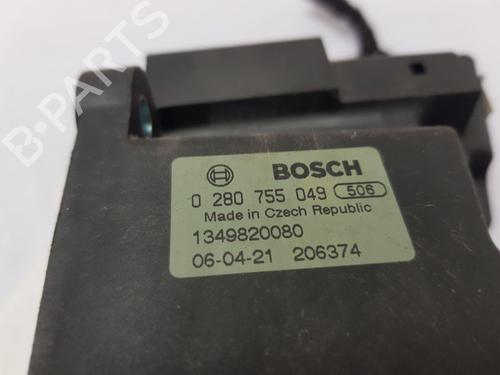 BOSCH
0 280 755 049 506
Made in Czech Republic
1349820080
06-04-21 206374
B-PARTS